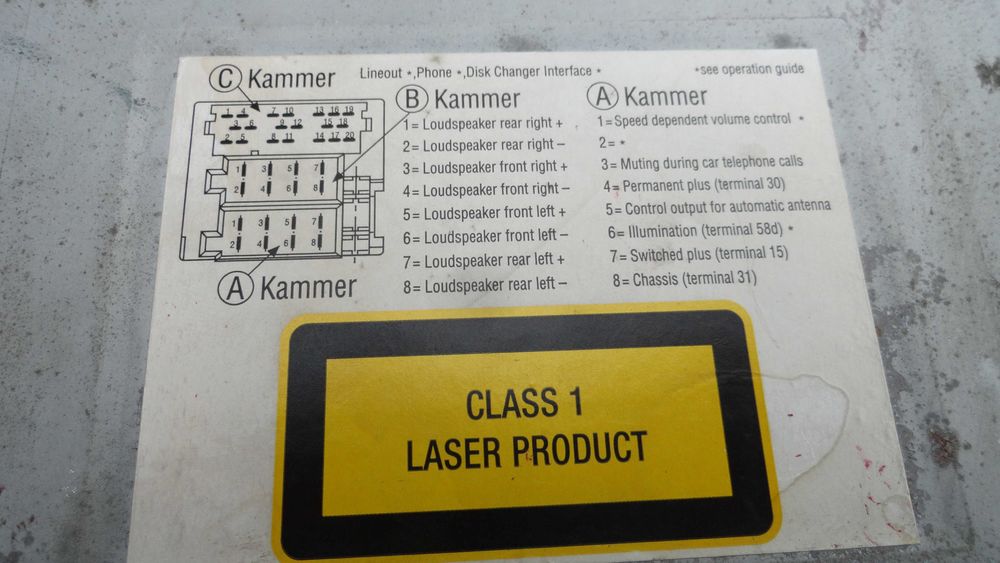 C Kammer
Lineout *,Phone *,Disk Changer Interface *
*see operation guide
1 4 7 10 13 16 19
3 6 9 12 15 18
2 5 8 11 14 17 20
1 3 5 7
2 4 6 8
1 3 5 7
2 4 6 8
A Kammer
B Kammer
1= Loudspeaker rear right +
2= Loudspeaker rear right –
3= Loudspeaker front right +
4= Loudspeaker front right –
5= Loudspeaker front left +
6= Loudspeaker front left –
7= Loudspeaker rear left +
8= Loudspeaker rear left –
A Kammer
1=Speed dependent volume control *
2= *
3= Muting during car telephone calls
4= Permanent plus (terminal 30)
5= Control output for automatic antenna
6= Illumination (terminal 58d) *
7= Switched plus (terminal 15)
8= Chassis (terminal 31)
CLASS 1
LASER PRODUCT